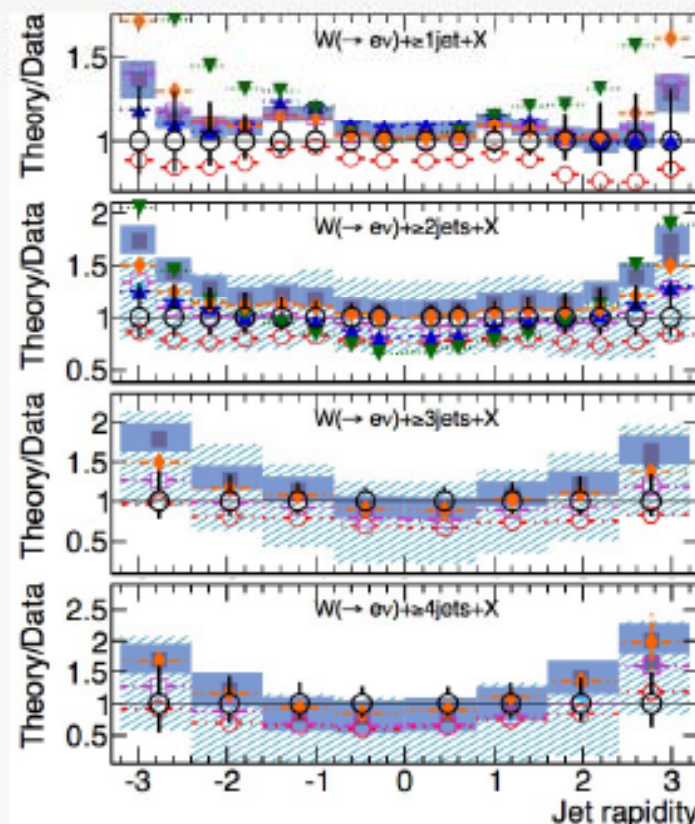 W(→ eν)+≥1jet+X
Theory/Data
1.5
1
W(→ eν)+≥2jets+X
Theory/Data
2
1.5
1
0.5
W(→ eν)+≥3jets+X
Theory/Data
2
1.5
1
0.5
W(→ eν)+≥4jets+X
Theory/Data
2.5
2
1.5
1
0.5
-3 -2 -1 0 1 2 3
Jet rapidity